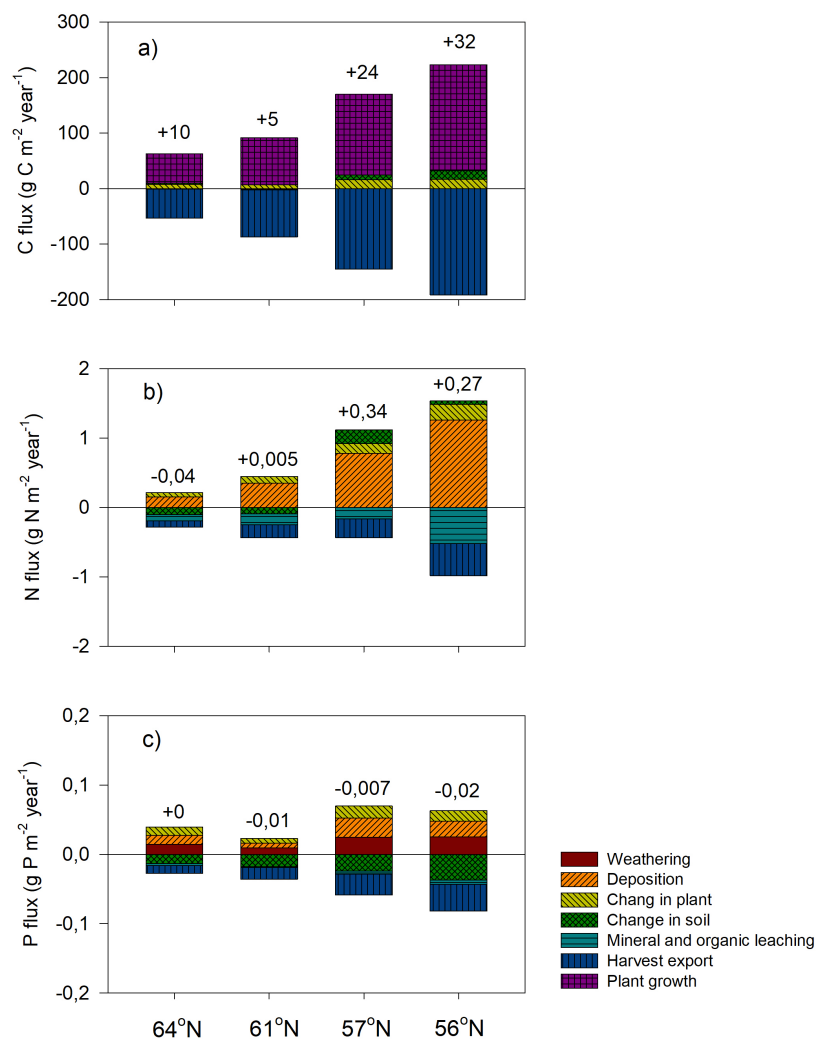 300
200
100
0
-100
-200
C flux (g C m-2 year-1)
a)
+10
+5
+24
+32
2
1
0
-1
-2
N flux (g N m-2 year-1)
b)
-0,04
+0,005
+0,34
+0,27
0,2
0,1
0,0
-0,1
-0,2
P flux (g P m-2 year-1)
c)
+0
-0,01
-0,007
-0,02
64°N
61°N
57°N
56°N
Weathering
Deposition
Chang in plant
Change in soil
Mineral and organic leaching
Harvest export
Plant growth